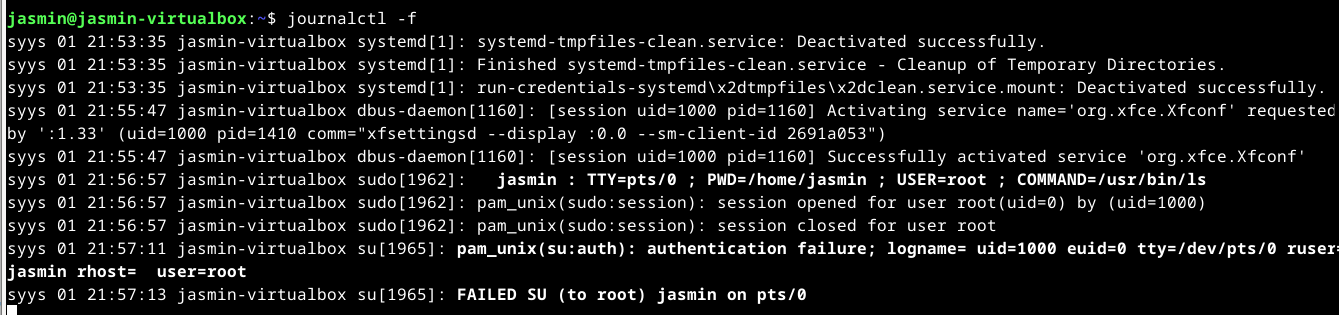 jasmin@jasmin-virtualbox:~$ journalctl -f
syys 01 21:53:35 jasmin-virtualbox systemd[1]: systemd-tmpfiles-clean.service: Deactivated successfully.
syys 01 21:53:35 jasmin-virtualbox systemd[1]: Finished systemd-tmpfiles-clean.service - Cleanup of Temporary Directories.
syys 01 21:53:35 jasmin-virtualbox systemd[1]: run-credentials-systemd\x2dtmpfiles\x2dclean.service.mount: Deactivated successfully.
syys 01 21:55:47 jasmin-virtualbox dbus-daemon[1160]: [session uid=1000 pid=1160] Activating service name='org.xfce.Xfconf' requested
by ':1.33' (uid=1000 pid=1410 comm="xfsettingsd --display :0.0 --sm-client-id 2691a053")
syys 01 21:55:47 jasmin-virtualbox dbus-daemon[1160]: [session uid=1000 pid=1160] Successfully activated service 'org.xfce.Xfconf'
syys 01 21:56:57 jasmin-virtualbox sudo[1962]:   jasmin : TTY=pts/0 ; PWD=/home/jasmin ; USER=root ; COMMAND=/usr/bin/ls
syys 01 21:56:57 jasmin-virtualbox sudo[1962]: pam_unix(sudo:session): session opened for user root(uid=0) by (uid=1000)
syys 01 21:56:57 jasmin-virtualbox sudo[1962]: pam_unix(sudo:session): session closed for user root
syys 01 21:57:11 jasmin-virtualbox su[1965]: pam_unix(su:auth): authentication failure; logname= uid=1000 euid=0 tty=/dev/pts/0 ruser=
jasmin rhost=  user=root
syys 01 21:57:13 jasmin-virtualbox su[1965]: FAILED SU (to root) jasmin on pts/0